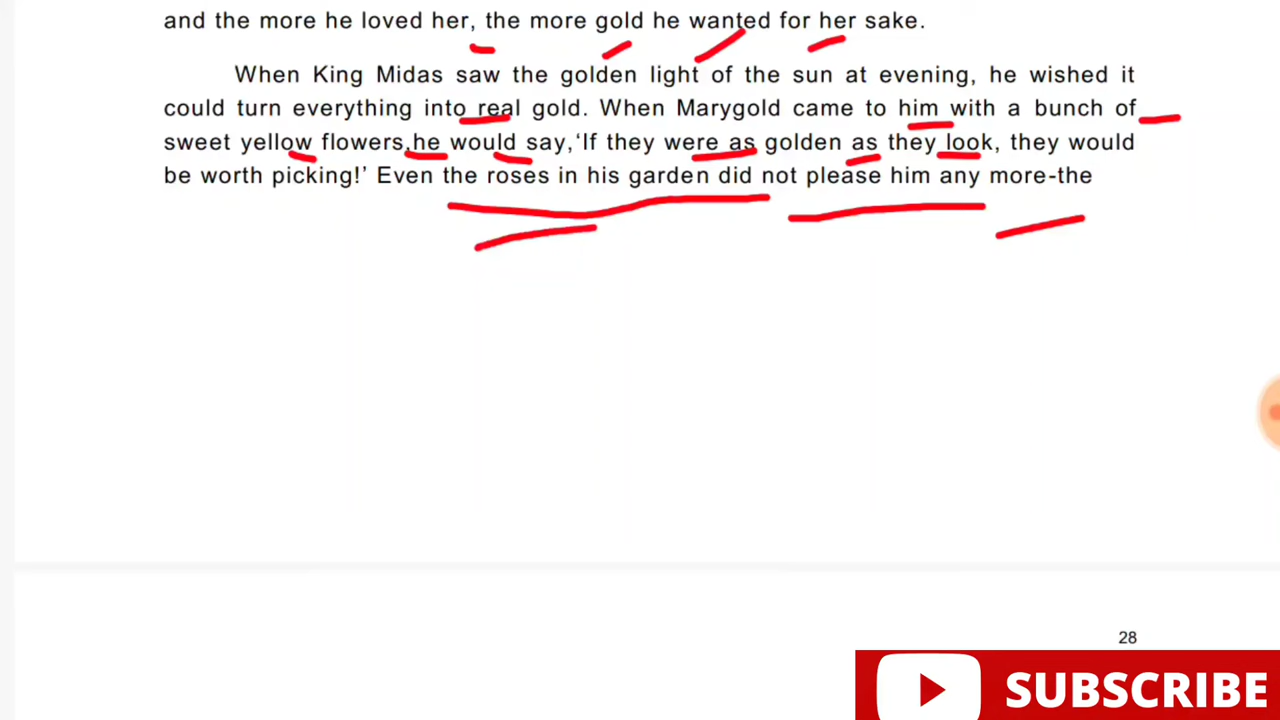 and the more he loved her, the more gold he wanted for her sake.
When King Midas saw the golden light of the sun at evening, he wished it
could turn everything into real gold. When Marygold came to him with a bunch of
sweet yellow flowers,he would say,‘If they were as golden as they look, they would
be worth picking!’ Even the roses in his garden did not please him any more-the
28
SUBSCRIBE